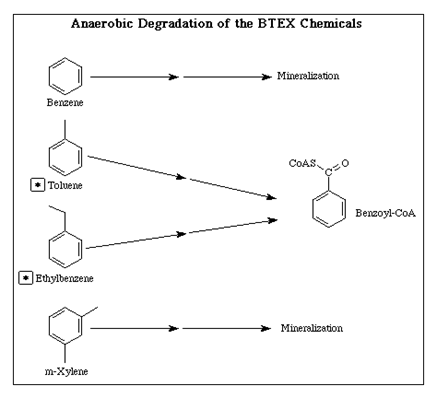 Anaerobic Degradation of the BTEX Chemicals
Mineralization
Benzene
CoAS
C
O
* Toluene
Benzoyl-CoA
* Ethylbenzene
Mineralization
m-Xylene